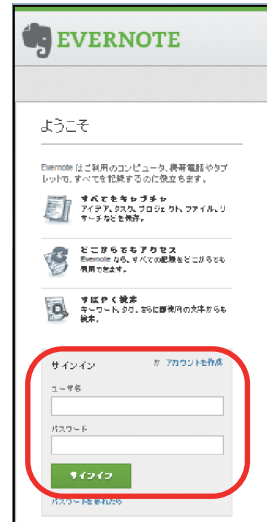 EVERNOTE
ようこそ
Evernote はご利用のコンピュータ、携帯電話やタブ
レットで、すべてを記録するのに役立ちます。
すべてをキャプチャ
アイデア、タスク、プロジェクト、ファイル、リ
サーチなどを保存。
どこからでもアクセス
Evernote なら、すべての記録をどこからでも
利用できます。
すばやく検索
キーワード、タグ、さらに画像内の文字からも
検索。
サインイン
か アカウントを作成
ユーザ名
パスワード
サインイン
パスワードを忘れたら